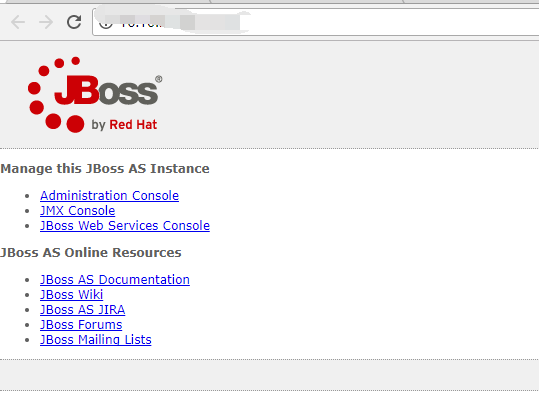 JBoss®
by Red Hat
Manage this JBoss AS Instance
Administration Console
JMX Console
JBoss Web Services Console
JBoss AS Online Resources
JBoss AS Documentation
JBoss Wiki
JBoss AS JIRA
JBoss Forums
JBoss Mailing Lists